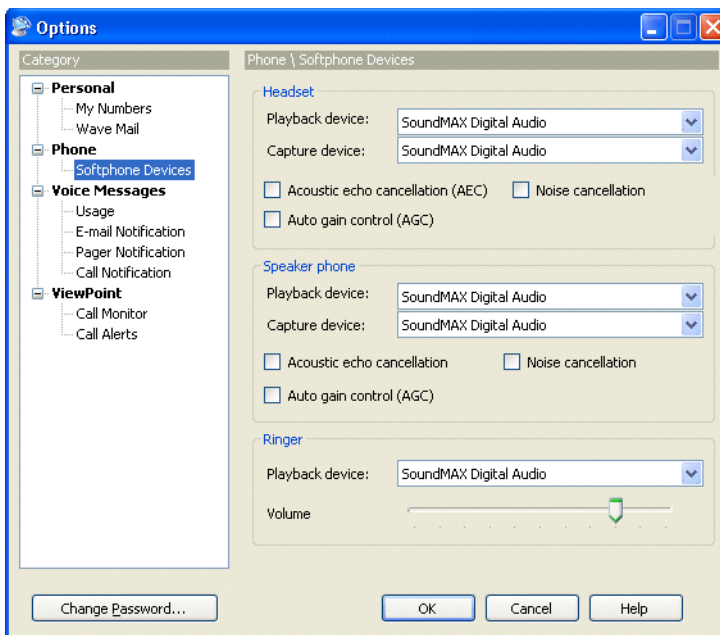 Options
Category
Personal
My Numbers
Wave Mail
Phone
Softphone Devices
Voice Messages
Usage
E-mail Notification
Pager Notification
Call Notification
ViewPoint
Call Monitor
Call Alerts
Phone \ Softphone Devices
Headset
Playback device: SoundMAX Digital Audio
Capture device: SoundMAX Digital Audio
Acoustic echo cancellation (AEC) Noise cancellation
Auto gain control (AGC)
Speaker phone
Playback device: SoundMAX Digital Audio
Capture device: SoundMAX Digital Audio
Acoustic echo cancellation Noise cancellation
Auto gain control (AGC)
Ringer
Playback device: SoundMAX Digital Audio
Volume
Change Password... OK Cancel Help